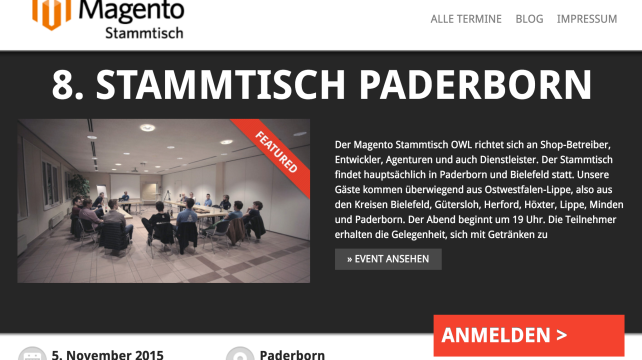 Magento
Stammtisch
ALLE TERMINE BLOG IMPRESSUM
8. STAMMTISCH PADERBORN
FEATURED
Der Magento Stammtisch OWL richtet sich an Shop-Betreiber,
Entwickler, Agenturen und auch Dienstleister. Der Stammtisch
findet hauptsächlich in Paderborn und Bielefeld statt. Unsere
Gäste kommen überwiegend aus Ostwestfalen-Lippe, also aus
den Kreisen Bielefeld, Gütersloh, Herford, Höxter, Lippe, Minden
und Paderborn. Der Abend beginnt um 19 Uhr. Die Teilnehmer
erhalten die Gelegenheit, sich mit Getränken zu
» EVENT ANSEHEN
ANMELDEN >
5. November 2015
Paderborn